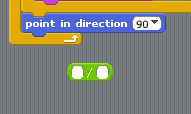 point in direction 90
/